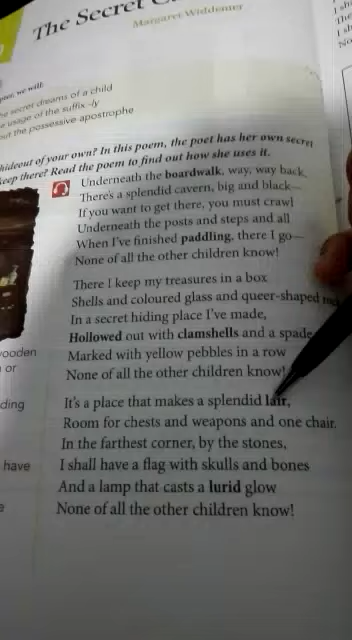 The Secret
Margaret Widdemer
we will:
secret dreams of a child
usage of the suffix -ly
the possessive apostrophe
hideout of your own? In this poem, the poet has her own secret
keep there? Read the poem to find out how she uses it.
Underneath the boardwalk, way, way back,
There's a splendid cavern, big and black—
If you want to get there, you must crawl
Underneath the posts and steps and all
When I've finished paddling, there I go—
None of all the other children know!
There I keep my treasures in a box
Shells and coloured glass and queer-shaped
In a secret hiding place I've made,
Hollowed out with clamshells and a spade
Marked with yellow pebbles in a row
None of all the other children know!
It's a place that makes a splendid lair,
Room for chests and weapons and one chair.
In the farthest corner, by the stones,
I shall have a flag with skulls and bones
And a lamp that casts a lurid glow
None of all the other children know!
wooden
or
ding
have